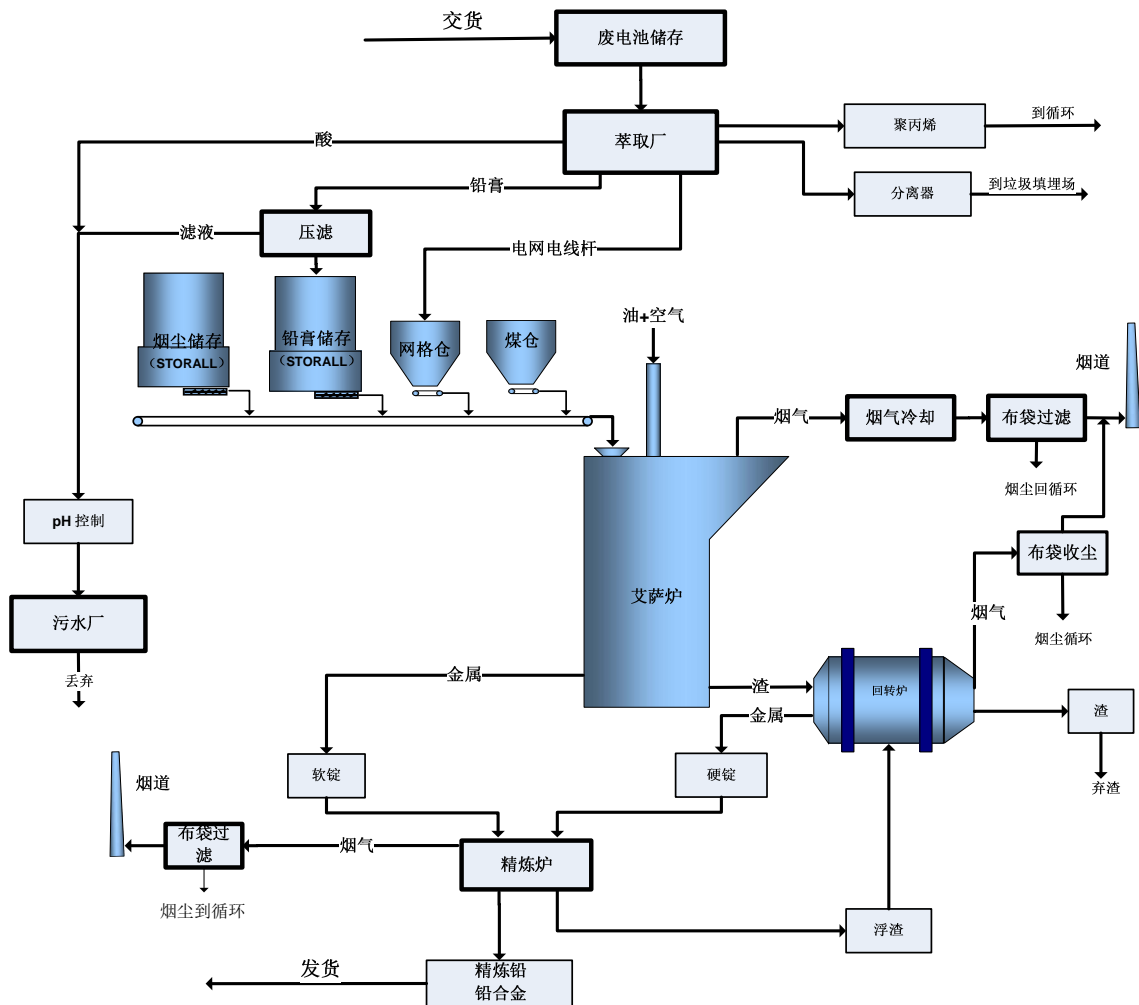 交货
废电池储存
萃取厂
聚丙烯
到循环
酸
铅膏
分离器
到垃圾填埋场
滤液
压滤
电网电线杆
烟尘储存
（STORALL）
铅膏储存
（STORALL）
网格仓
煤仓
油+空气
烟道
烟气
烟气冷却
布袋过滤
烟尘回循环
pH 控制
布袋收尘
艾萨炉
污水厂
烟气
烟尘循环
丢弃
金属
渣
回转炉
金属
渣
软锭
硬锭
弃渣
烟道
布袋过
滤
烟气
精炼炉
烟尘到循环
浮渣
发货
精炼铅
铅合金